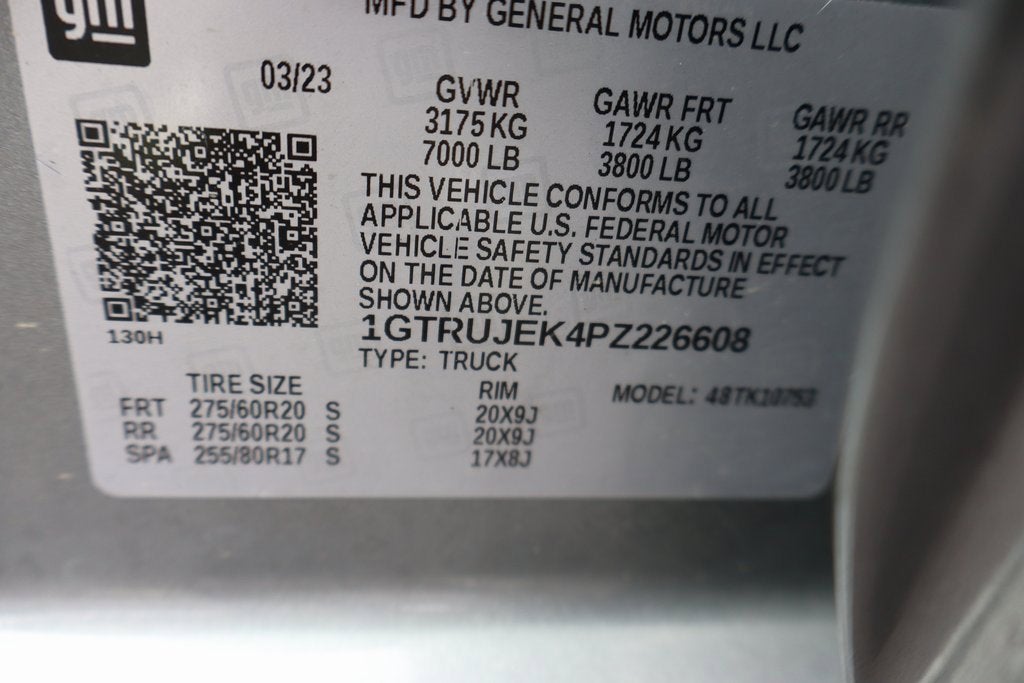 gm
MFD BY GENERAL MOTORS LLC
03/23
GVWR GAWR FRT GAWR RR
3175 KG 1724 KG 1724 KG
7000 LB 3800 LB 3800 LB
THIS VEHICLE CONFORMS TO ALL
APPLICABLE U.S. FEDERAL MOTOR
VEHICLE SAFETY STANDARDS IN EFFECT
ON THE DATE OF MANUFACTURE
SHOWN ABOVE.
130H
1GTRUJEK4PZ226608
TYPE: TRUCK
TIRE SIZE RIM MODEL: 48TK10753
FRT 275/60R20 S 20X9J
RR 275/60R20 S 20X9J
SPA 255/80R17 S 17X8J